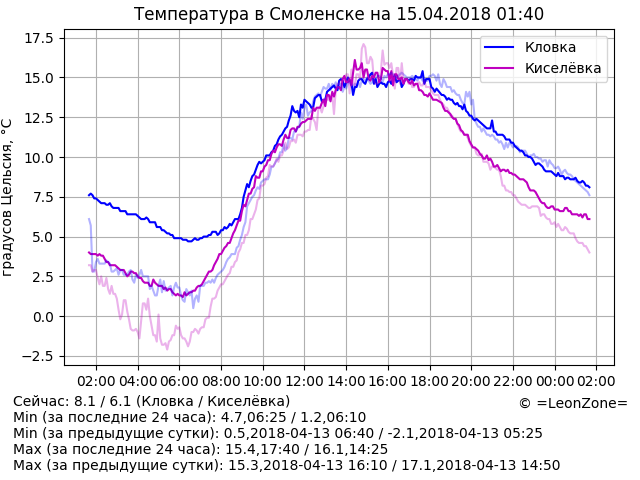 Температура в Смоленске на 15.04.2018 01:40
градусов Цельсия, °C
17.5
15.0
12.5
10.0
7.5
5.0
2.5
0.0
−2.5
Кловка
Киселёвка
02:00 04:00 06:00 08:00 10:00 12:00 14:00 16:00 18:00 20:00 22:00 00:00 02:00
Сейчас: 8.1 / 6.1 (Кловка / Киселёвка)
© =LeonZone=
Min (за последние 24 часа): 4.7,06:25 / 1.2,06:10
Min (за предыдущие сутки): 0.5,2018-04-13 06:40 / -2.1,2018-04-13 05:25
Max (за последние 24 часа): 15.4,17:40 / 16.1,14:25
Max (за предыдущие сутки): 15.3,2018-04-13 16:10 / 17.1,2018-04-13 14:50